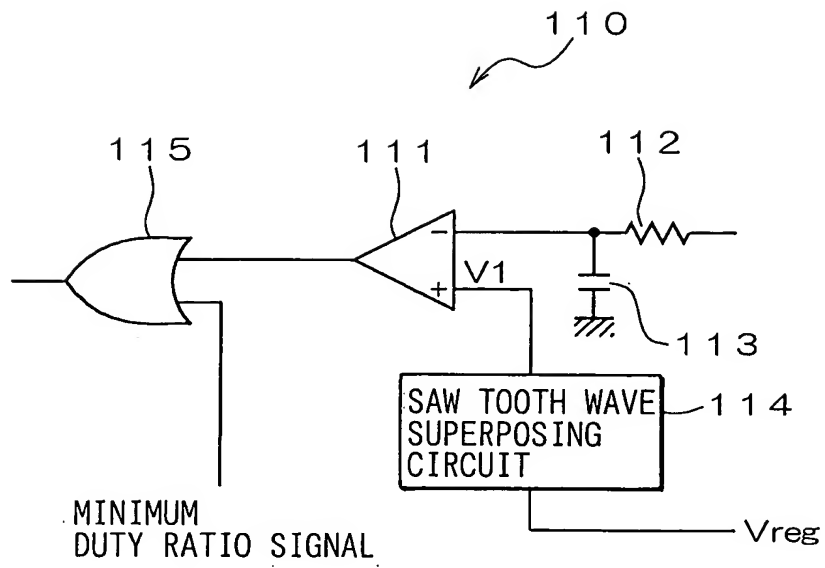 110
115
111
112
−
V1
+
113
SAW TOOTH WAVE
SUPERPOSING
CIRCUIT
114
MINIMUM
DUTY RATIO SIGNAL
Vreg